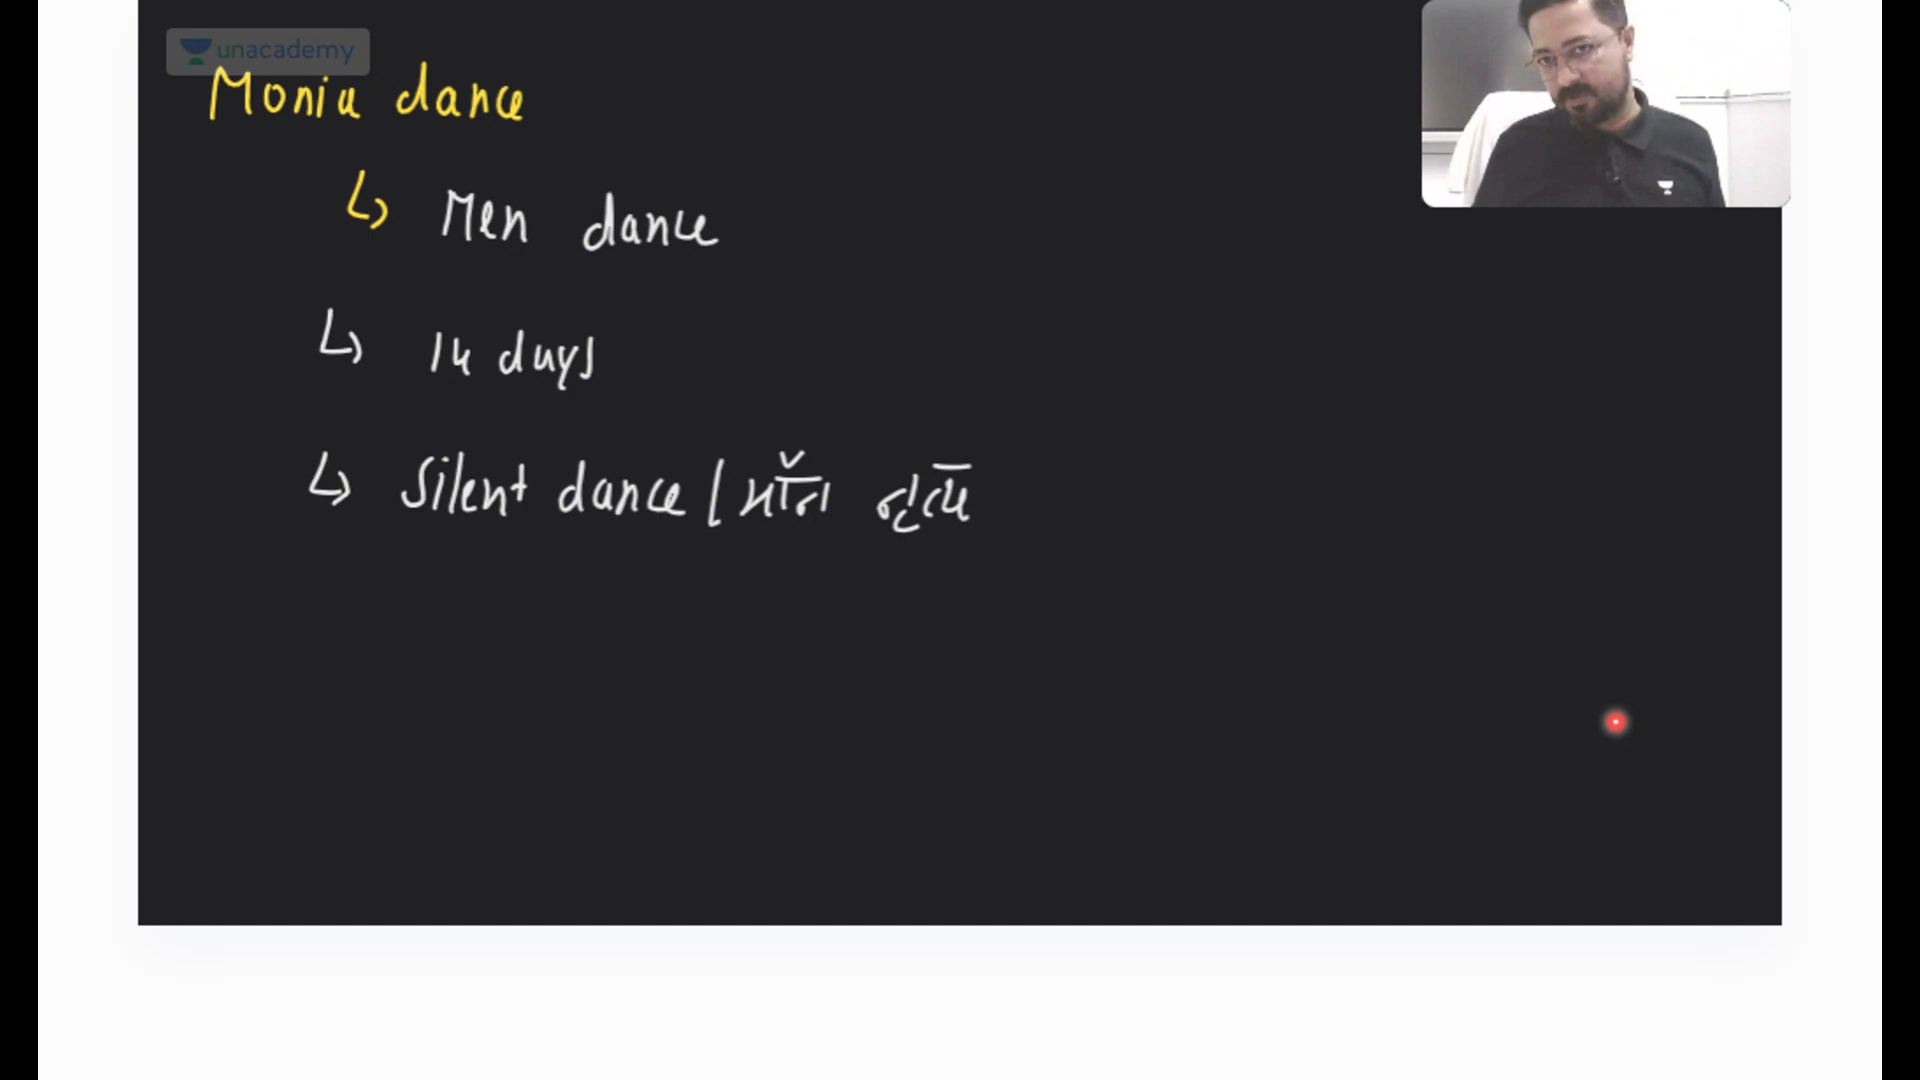 unacademy
Monia dance
↳ Men dance
↳ 14 days
↳ Silent dance / मौन नृत्य